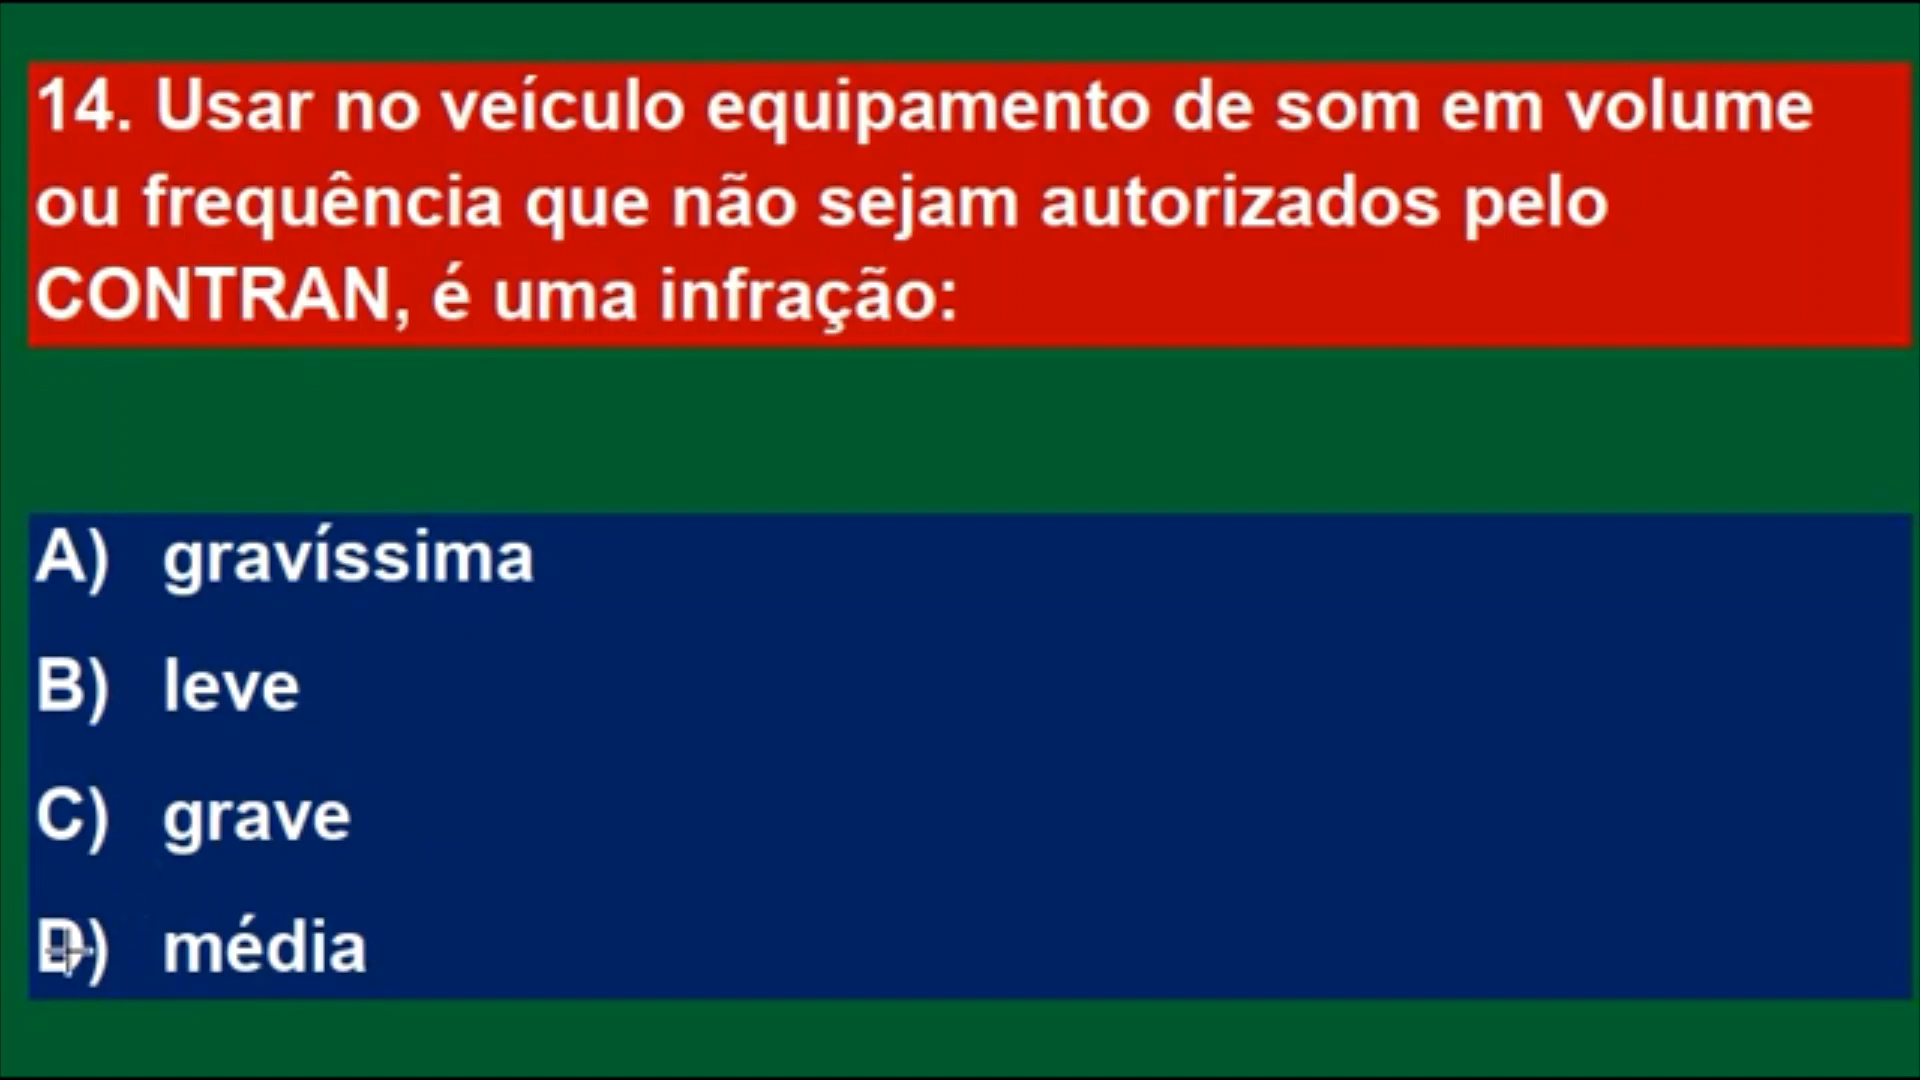 14. Usar no veículo equipamento de som em volume
ou frequência que não sejam autorizados pelo
CONTRAN, é uma infração:
A) gravíssima
B) leve
C) grave
D) média